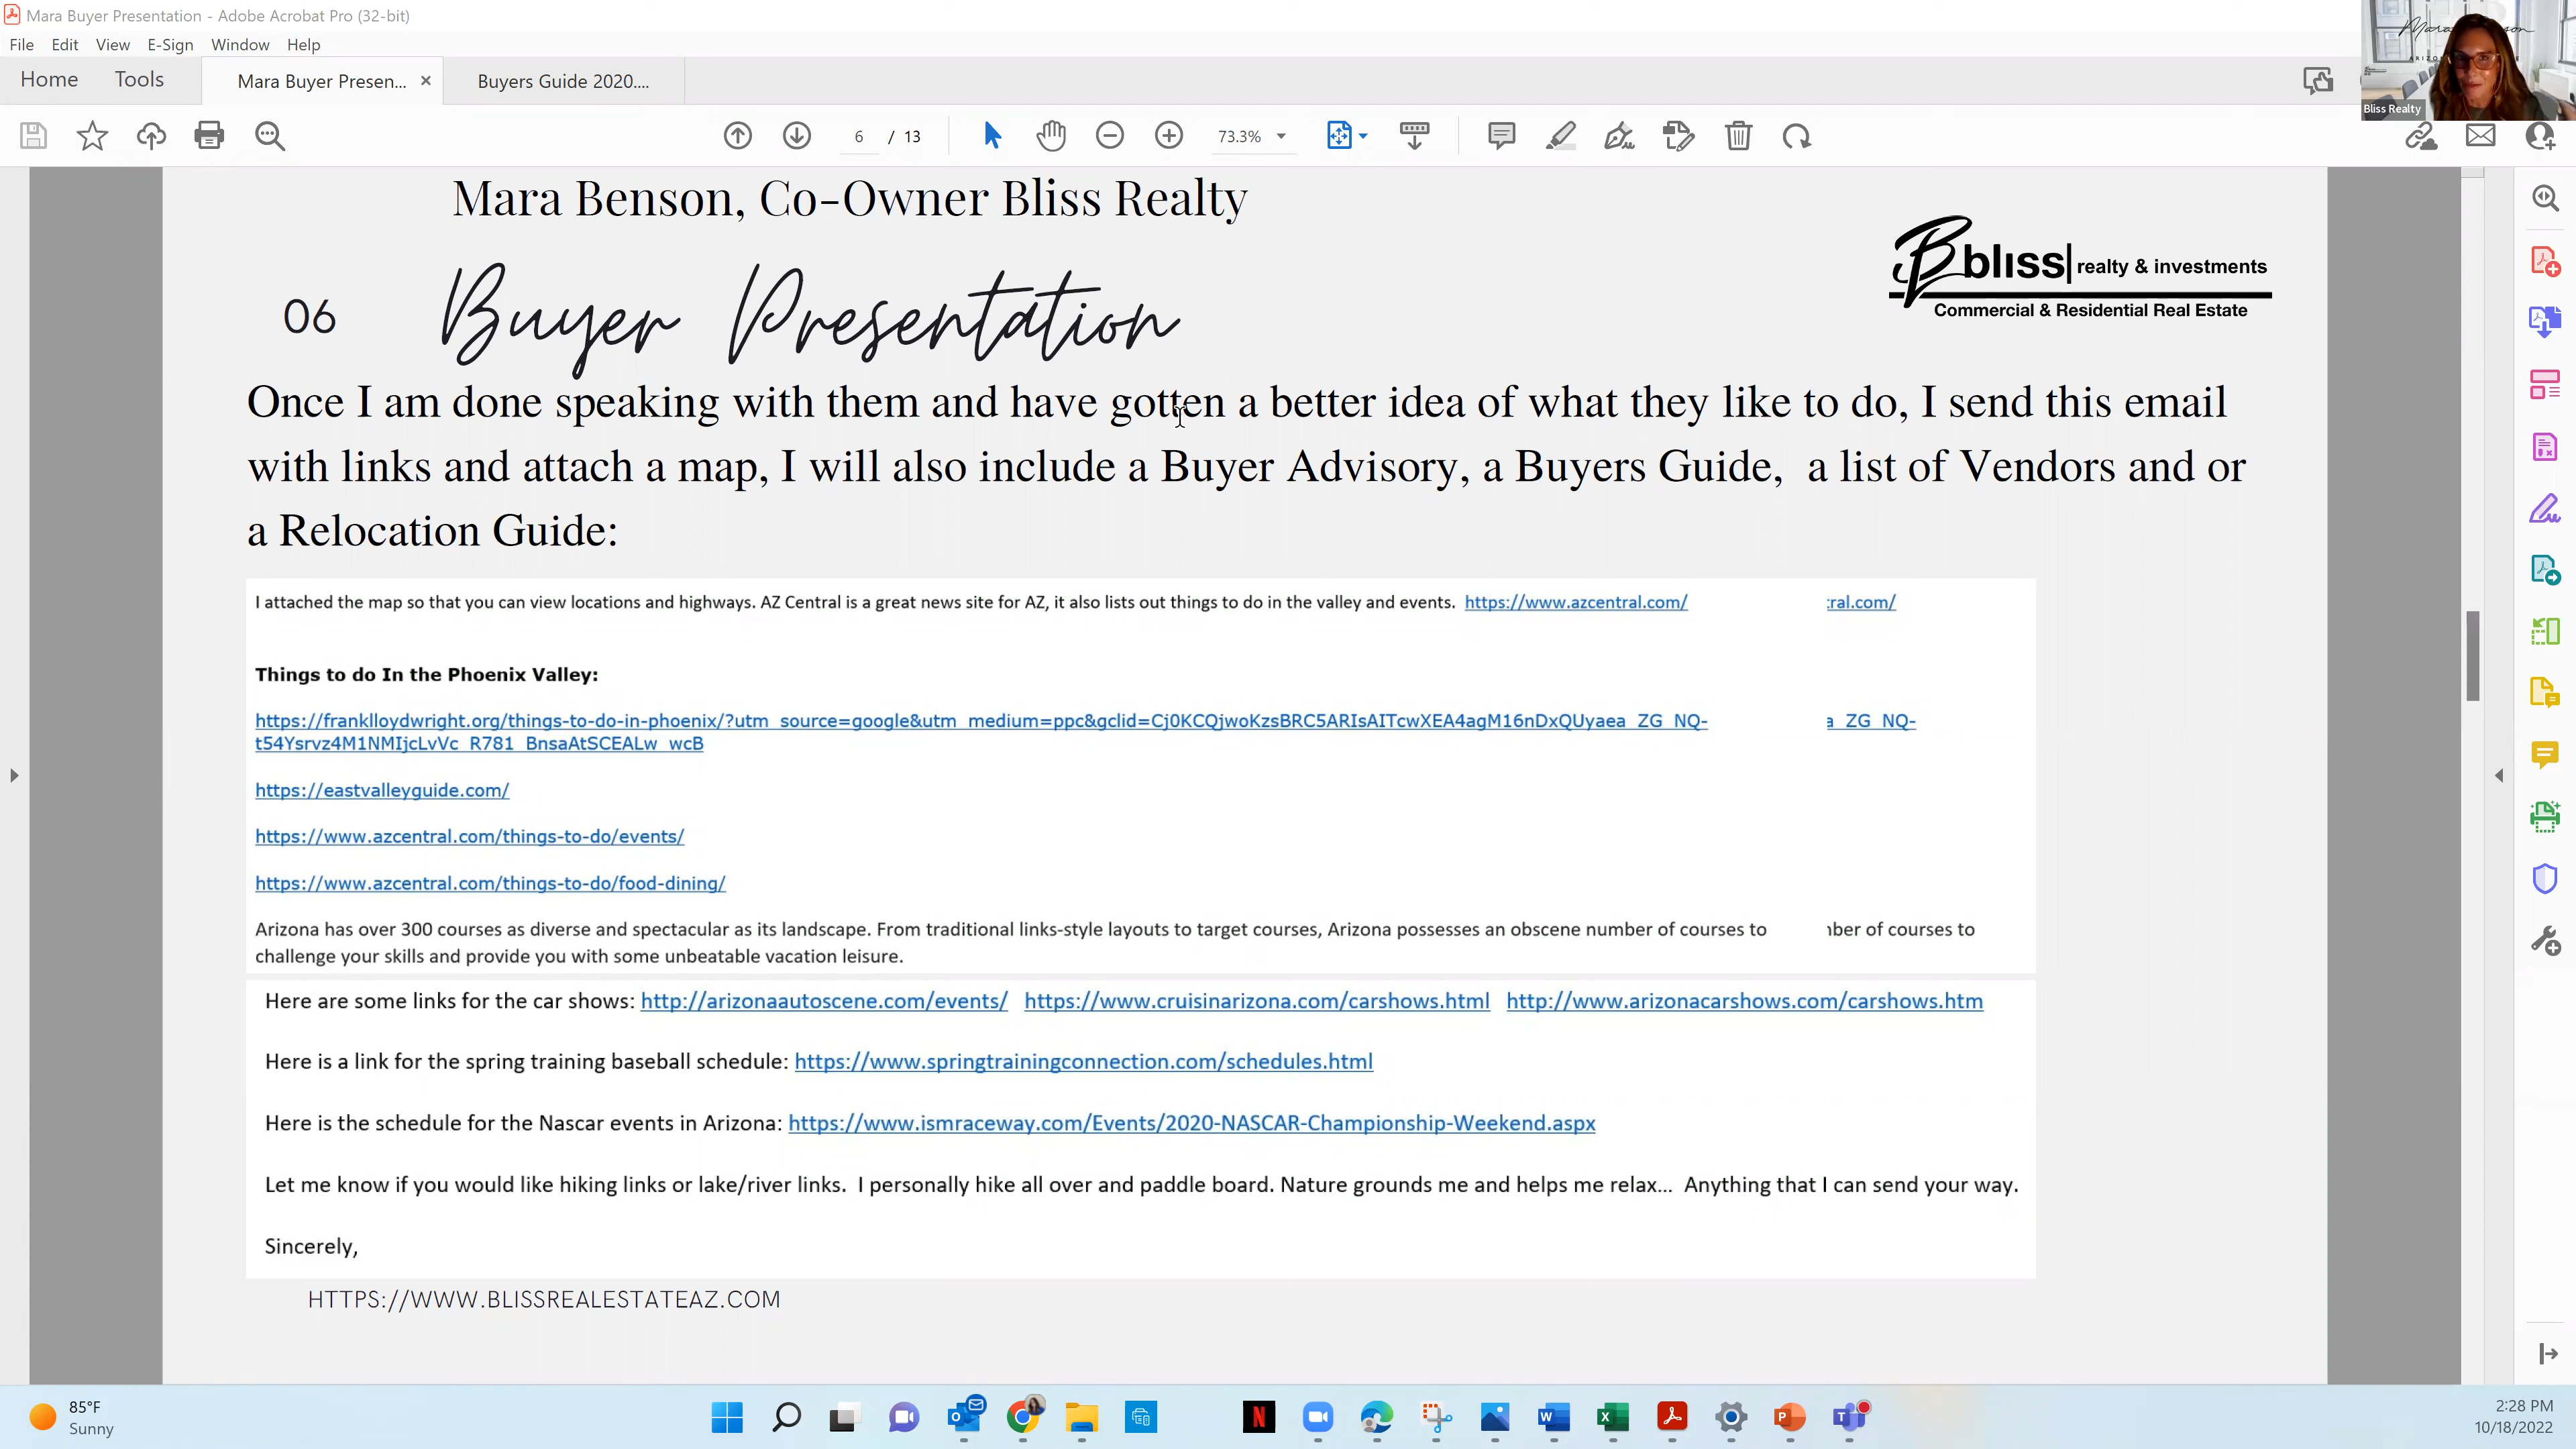 Mara Buyer Presentation - Adobe Acrobat Pro (32-bit)
File Edit View E-Sign Window Help
Home Tools Mara Buyer Presen... × Buyers Guide 2020....
Bliss Realty
6 / 13 73.3%
Mara Benson, Co-Owner Bliss Realty
06 Buyer Presentation
B bliss| realty & investments
Commercial & Residential Real Estate
Once I am done speaking with them and have gotten a better idea of what they like to do, I send this email
with links and attach a map, I will also include a Buyer Advisory, a Buyers Guide, a list of Vendors and or
a Relocation Guide:
I attached the map so that you can view locations and highways. AZ Central is a great news site for AZ, it also lists out things to do in the valley and events. https://www.azcentral.com/ :ral.com/
Things to do In the Phoenix Valley:
https://franklloydwright.org/things-to-do-in-phoenix/?utm_source=google&utm_medium=ppc&gclid=Cj0KCQjwoKzsBRC5ARIsAITcwXEA4agM16nDxQUyaea_ZG_NQ- a_ZG_NQ-
t54Ysrvz4M1NMIjcLvVc_R781_BnsaAtSCEALw_wcB
https://eastvalleyguide.com/
https://www.azcentral.com/things-to-do/events/
https://www.azcentral.com/things-to-do/food-dining/
Arizona has over 300 courses as diverse and spectacular as its landscape. From traditional links-style layouts to target courses, Arizona possesses an obscene number of courses to ber of courses to
challenge your skills and provide you with some unbeatable vacation leisure.
Here are some links for the car shows: http://arizonaautoscene.com/events/ https://www.cruisinarizona.com/carshows.html http://www.arizonacarshows.com/carshows.htm
Here is a link for the spring training baseball schedule: https://www.springtrainingconnection.com/schedules.html
Here is the schedule for the Nascar events in Arizona: https://www.ismraceway.com/Events/2020-NASCAR-Championship-Weekend.aspx
Let me know if you would like hiking links or lake/river links. I personally hike all over and paddle board. Nature grounds me and helps me relax... Anything that I can send your way.
Sincerely,
HTTPS://WWW.BLISSREALESTATEAZ.COM
85°F
Sunny
2:28 PM
10/18/2022